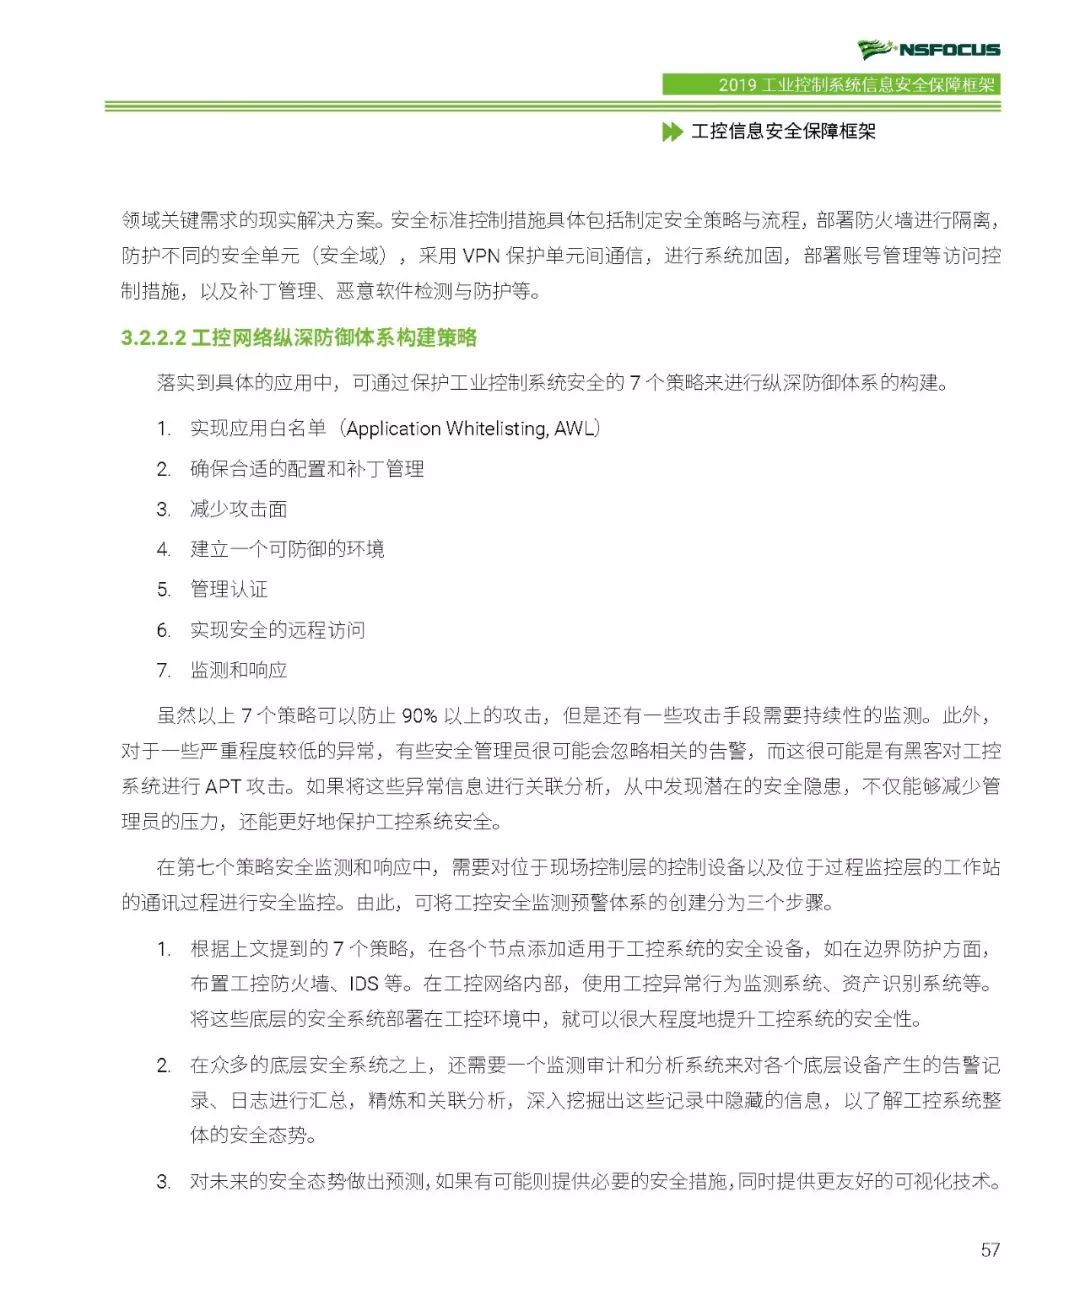 NSFOCUS
2019 工业控制系统信息安全保障框架
工控信息安全保障框架
领域关键需求的现实解决方案。安全标准控制措施具体包括制定安全策略与流程，部署防火墙进行隔离，
防护不同的安全单元（安全域），采用 VPN 保护单元间通信，进行系统加固，部署账号管理等访问控
制措施，以及补丁管理、恶意软件检测与防护等。
3.2.2.2 工控网络纵深防御体系构建策略
落实到具体的应用中，可通过保护工业控制系统安全的 7 个策略来进行纵深防御体系的构建。
1. 实现应用白名单（Application Whitelisting, AWL）
2. 确保合适的配置和补丁管理
3. 减少攻击面
4. 建立一个可防御的环境
5. 管理认证
6. 实现安全的远程访问
7. 监测和响应
虽然以上 7 个策略可以防止 90% 以上的攻击，但是还有一些攻击手段需要持续性的监测。此外，
对于一些严重程度较低的异常，有些安全管理员很可能会忽略相关的告警，而这很可能是有黑客对工控
系统进行 APT 攻击。如果将这些异常信息进行关联分析，从中发现潜在的安全隐患，不仅能够减少管
理员的压力，还能更好地保护工控系统安全。
在第七个策略安全监测和响应中，需要对位于现场控制层的控制设备以及位于过程监控层的工作站
的通讯过程进行安全监控。由此，可将工控安全监测预警体系的创建分为三个步骤。
1. 根据上文提到的 7 个策略，在各个节点添加适用于工控系统的安全设备，如在边界防护方面，
布置工控防火墙、IDS 等。在工控网络内部，使用工控异常行为监测系统、资产识别系统等。
将这些底层的安全系统部署在工控环境中，就可以很大程度地提升工控系统的安全性。
2. 在众多的底层安全系统之上，还需要一个监测审计和分析系统来对各个底层设备产生的告警记
录、日志进行汇总，精炼和关联分析，深入挖掘出这些记录中隐藏的信息，以了解工控系统整
体的安全态势。
3. 对未来的安全态势做出预测，如果有可能则提供必要的安全措施，同时提供更友好的可视化技术。
57